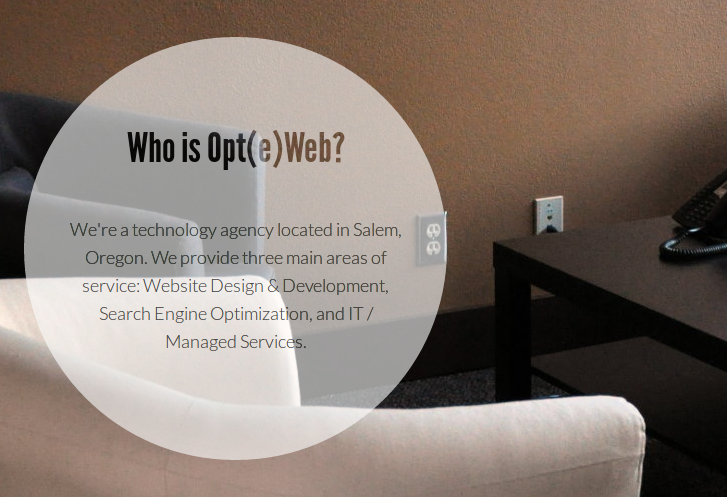 Who is Opt(e)Web?
We're a technology agency located in Salem,
Oregon. We provide three main areas of
service: Website Design & Development,
Search Engine Optimization, and IT /
Managed Services.